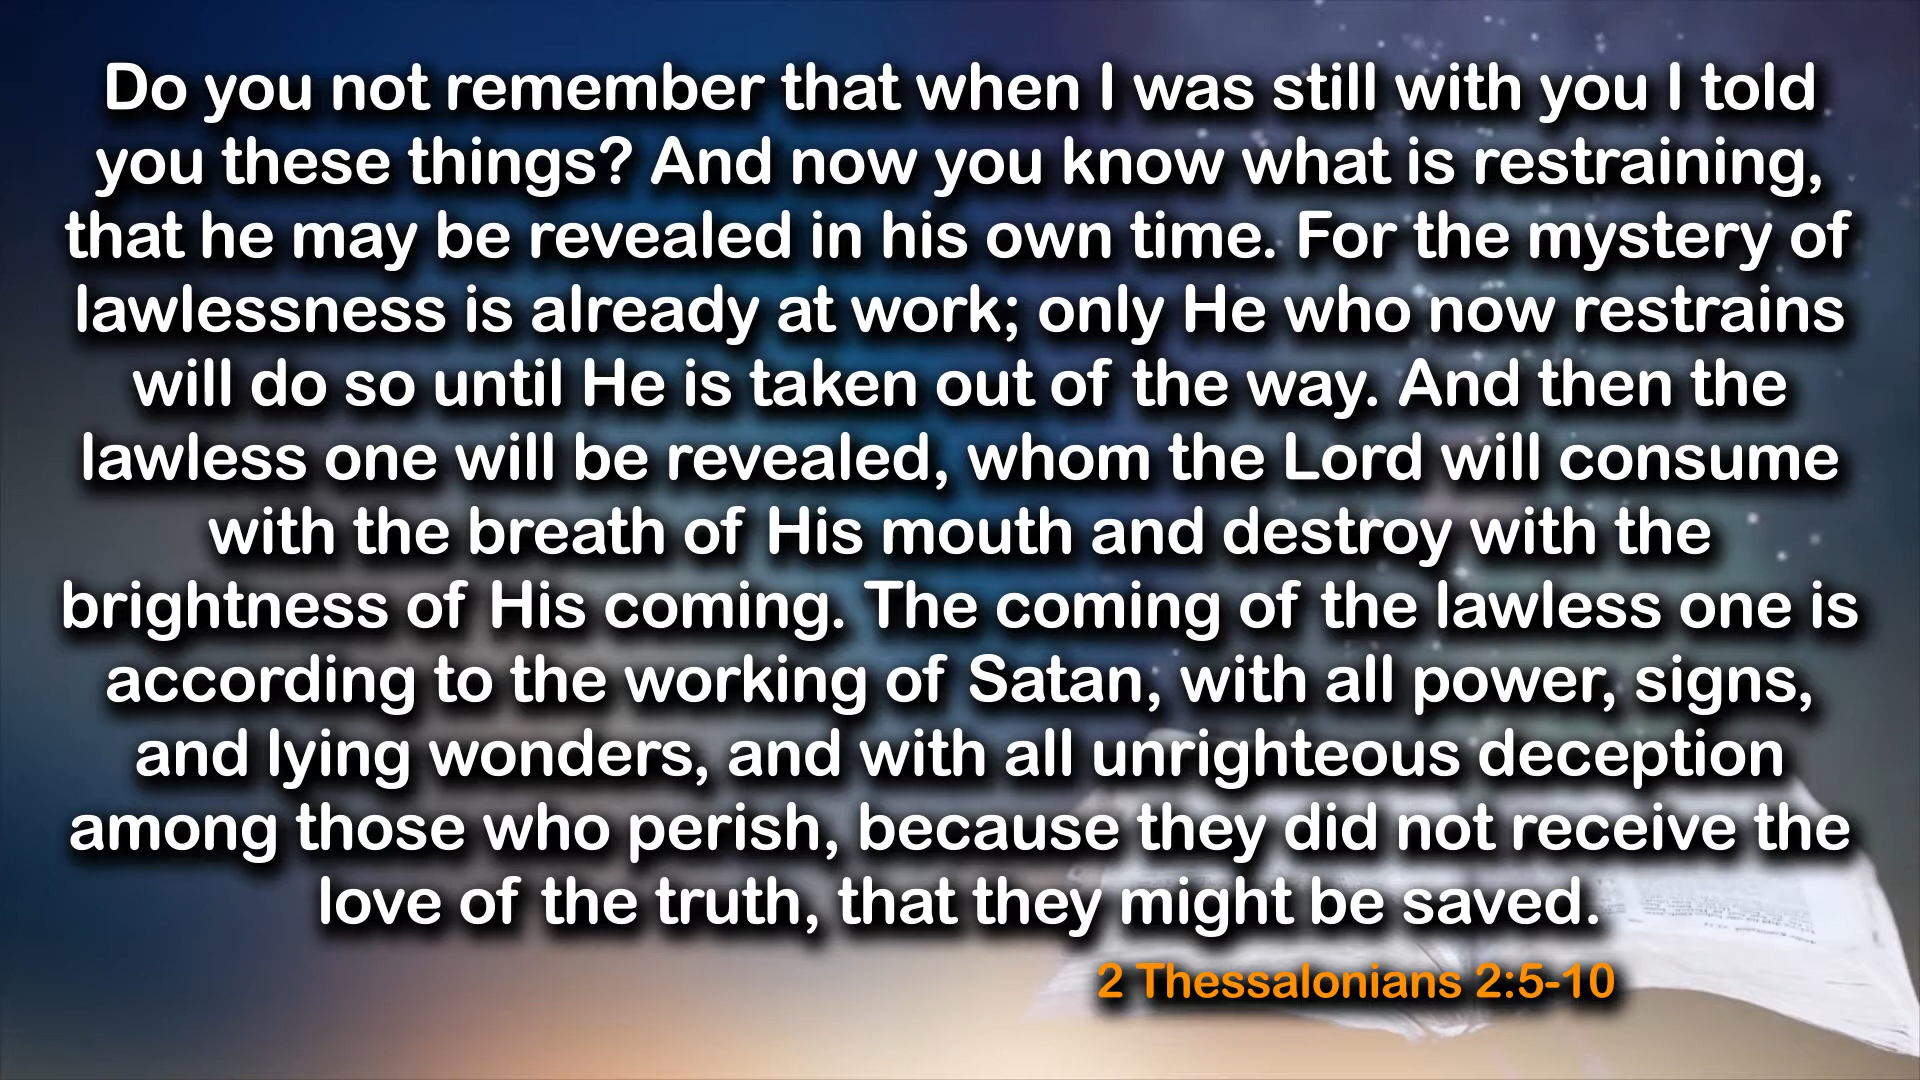 Do you not remember that when I was still with you I told
you these things? And now you know what is restraining,
that he may be revealed in his own time. For the mystery of
lawlessness is already at work; only He who now restrains
will do so until He is taken out of the way. And then the
lawless one will be revealed, whom the Lord will consume
with the breath of His mouth and destroy with the
brightness of His coming. The coming of the lawless one is
according to the working of Satan, with all power, signs,
and lying wonders, and with all unrighteous deception
among those who perish, because they did not receive the
love of the truth, that they might be saved.
2 Thessalonians 2:5-10